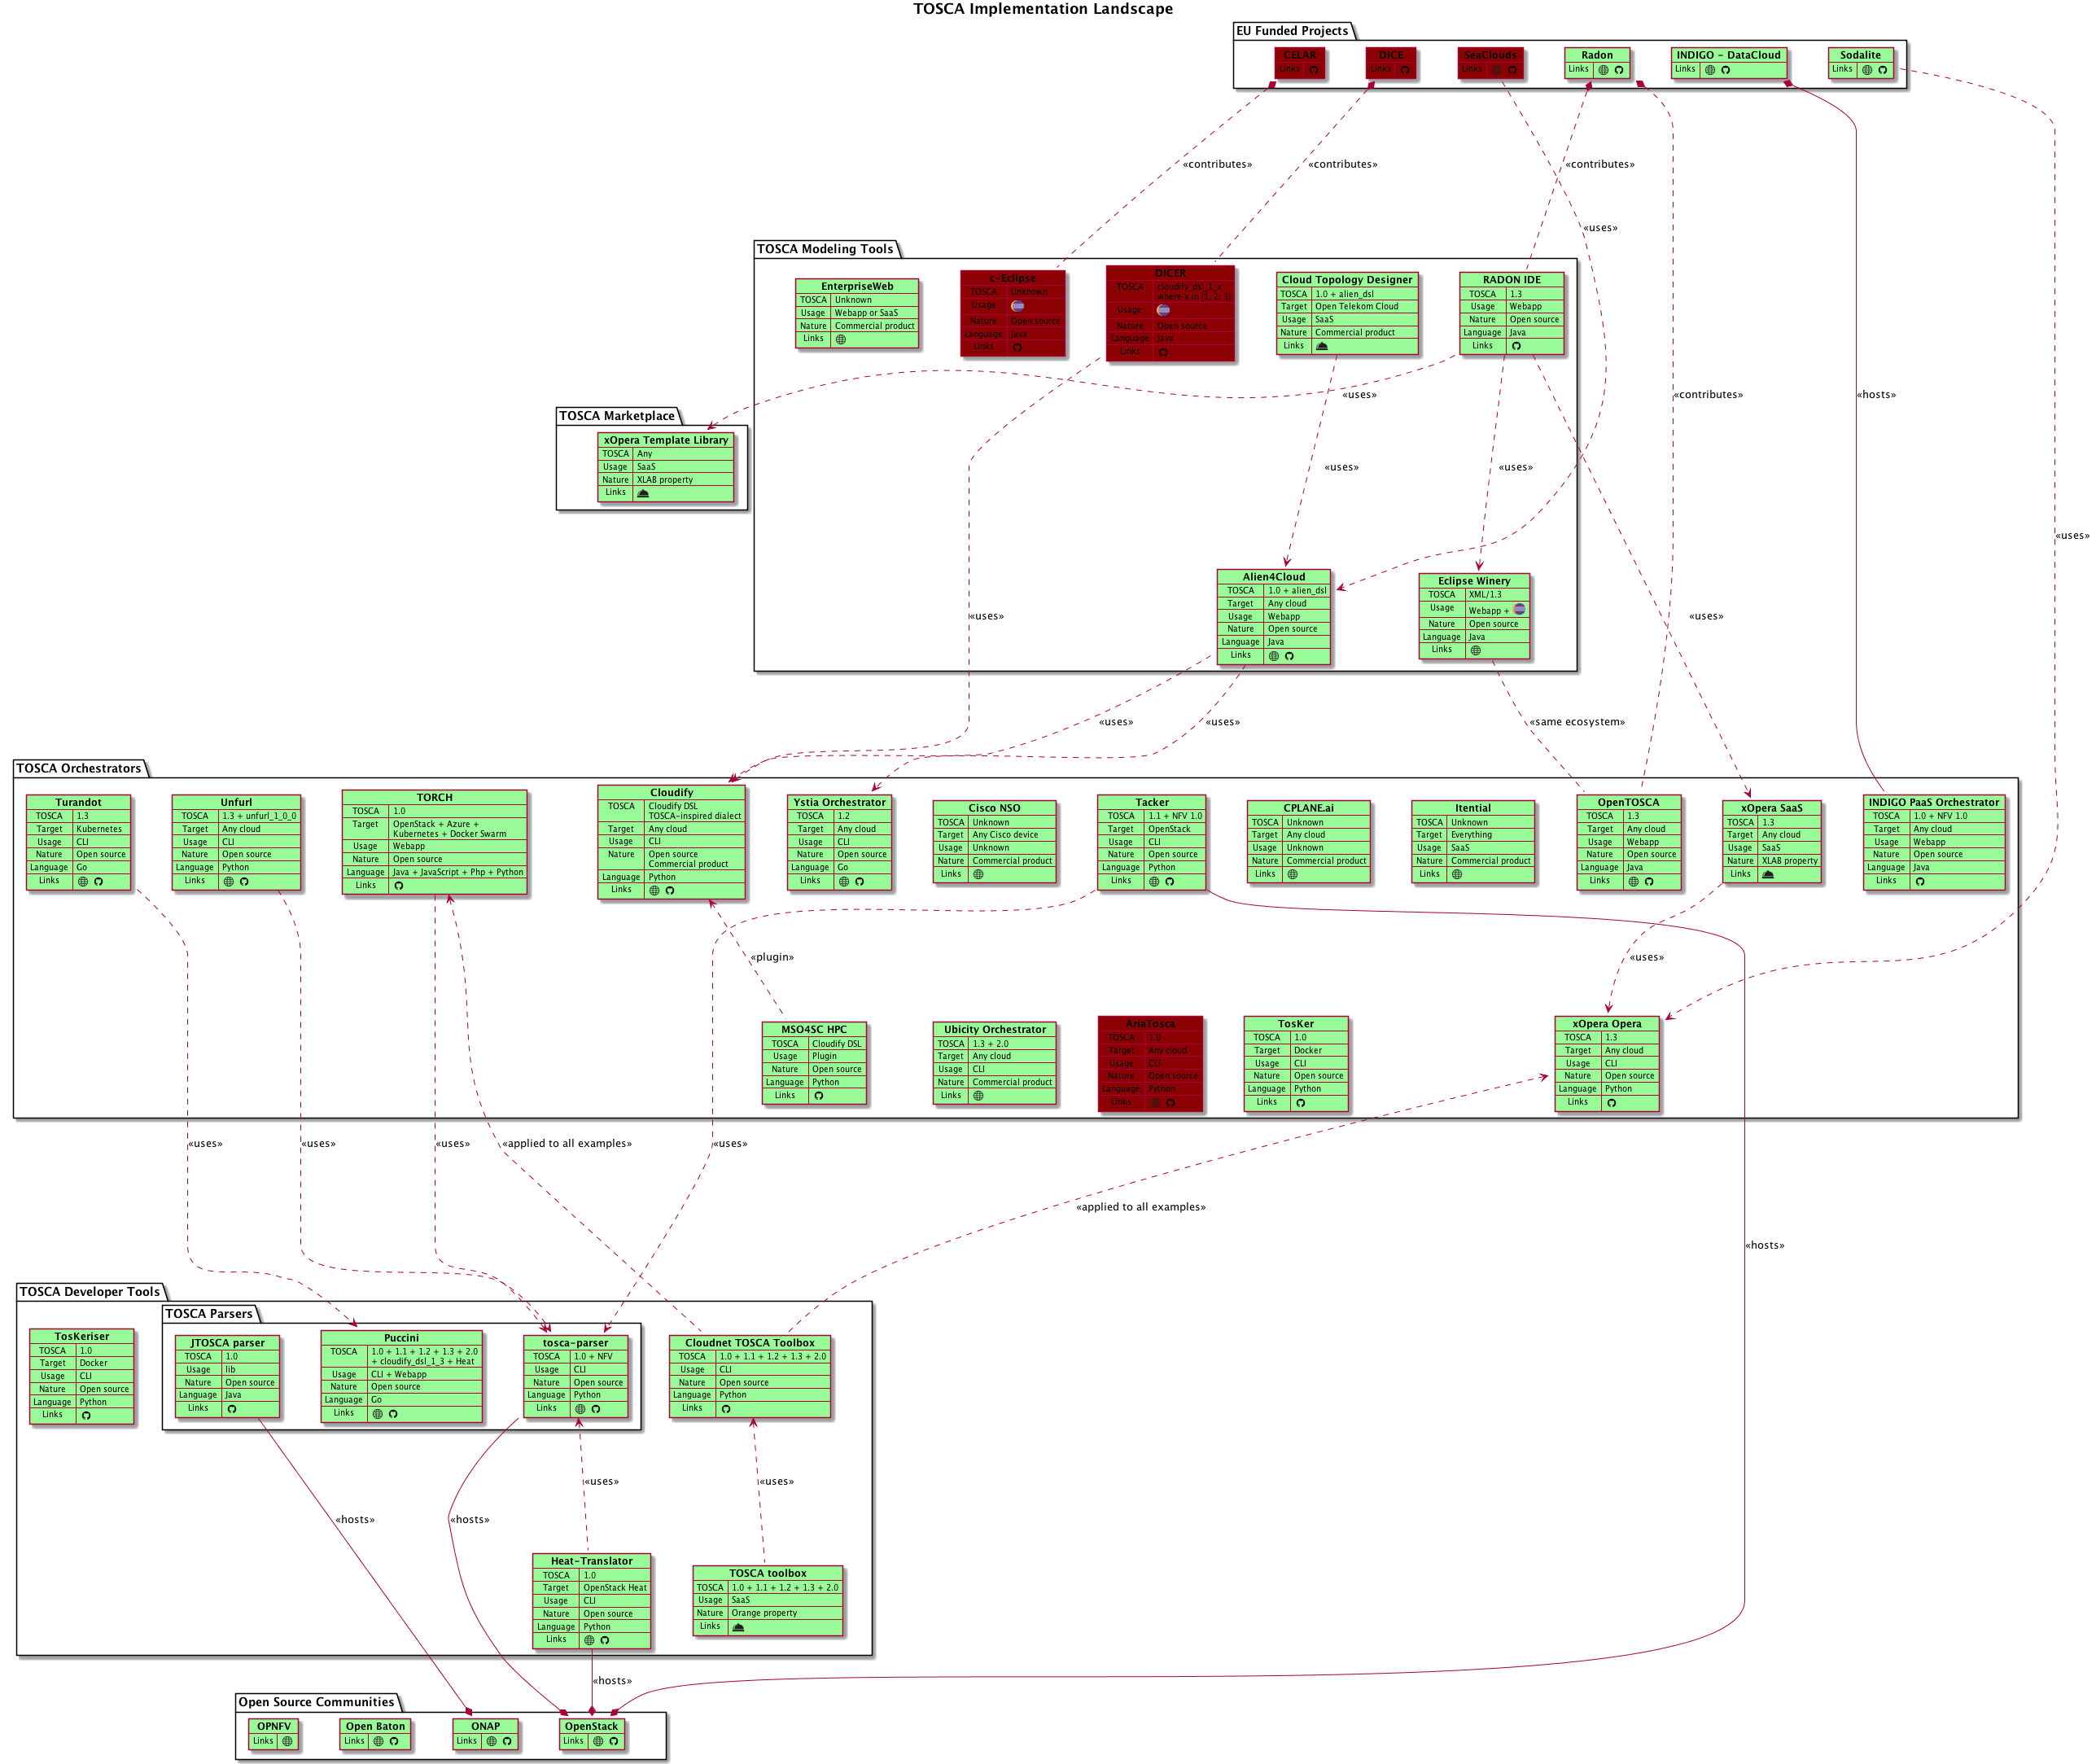 TOSCA Implementation Landscape
EU Funded Projects
CELAR
Links
DICE
Links
SeaClouds
Links
Radon
Links
INDIGO - DataCloud
Links
Sodalite
Links
«contributes»
«contributes»
«contributes»
«uses»
TOSCA Modeling Tools
EnterpriseWeb
TOSCA Unknown
Usage Webapp or SaaS
Nature Commercial product
Links
c-Eclipse
TOSCA Unknown
Usage
Nature Open source
Language Java
Links
DICER
TOSCA cloudify_dsl_1_x
where x in [1, 2, 3]
Usage
Nature Open source
Language Java
Links
Cloud Topology Designer
TOSCA 1.0 + alien_dsl
Target Open Telekom Cloud
Usage SaaS
Nature Commercial product
Links
RADON IDE
TOSCA 1.3
Usage Webapp
Nature Open source
Language Java
Links
«uses»
«contributes»
«hosts»
TOSCA Marketplace
xOpera Template Library
TOSCA Any
Usage SaaS
Nature XLAB property
Links
«uses»
«uses»
«uses»
Alien4Cloud
TOSCA 1.0 + alien_dsl
Target Any cloud
Usage Webapp
Nature Open source
Language Java
Links
Eclipse Winery
TOSCA XML/1.3
Usage Webapp +
Nature Open source
Language Java
Links
«uses»
«uses»
«uses»
«uses»
«same ecosystem»
TOSCA Orchestrators
Turandot
TOSCA 1.3
Target Kubernetes
Usage CLI
Nature Open source
Language Go
Links
Unfurl
TOSCA 1.3 + unfurl_1_0_0
Target Any cloud
Usage CLI
Nature Open source
Language Python
Links
TORCH
TOSCA 1.0
Target OpenStack + Azure +
Kubernetes + Docker Swarm
Usage Webapp
Nature Open source
Language Java + JavaScript + Php + Python
Links
Cloudify
TOSCA Cloudify DSL
TOSCA-inspired dialect
Target Any cloud
Usage CLI
Nature Open source
Commercial product
Language Python
Links
Ystia Orchestrator
TOSCA 1.2
Target Any cloud
Usage CLI
Nature Open source
Language Go
Links
Cisco NSO
TOSCA Unknown
Target Any Cisco device
Usage Unknown
Nature Commercial product
Links
Tacker
TOSCA 1.1 + NFV 1.0
Target OpenStack
Usage CLI
Nature Open source
Language Python
Links
CPLANE.ai
TOSCA Unknown
Target Any cloud
Usage Unknown
Nature Commercial product
Links
Itential
TOSCA Unknown
Target Everything
Usage SaaS
Nature Commercial product
Links
OpenTOSCA
TOSCA 1.3
Target Any cloud
Usage Webapp
Nature Open source
Language Java
Links
xOpera SaaS
TOSCA 1.3
Target Any cloud
Usage SaaS
Nature XLAB property
Links
INDIGO PaaS Orchestrator
TOSCA 1.0 + NFV 1.0
Target Any cloud
Usage Webapp
Nature Open source
Language Java
Links
«plugin»
«uses»
MSO4SC HPC
TOSCA Cloudify DSL
Usage Plugin
Nature Open source
Language Python
Links
Ubicity Orchestrator
TOSCA 1.3 + 2.0
Target Any cloud
Usage CLI
Nature Commercial product
Links
AriaTosca
TOSCA 1.0
Target Any cloud
Usage CLI
Nature Open source
Language Python
Links
TosKer
TOSCA 1.0
Target Docker
Usage CLI
Nature Open source
Language Python
Links
xOpera Opera
TOSCA 1.3
Target Any cloud
Usage CLI
Nature Open source
Language Python
Links
«uses»
«uses»
«uses»
«applied to all examples»
«uses»
«applied to all examples»
«hosts»
TOSCA Developer Tools
TOSCA Parsers
TosKeriser
TOSCA 1.0
Target Docker
Usage CLI
Nature Open source
Language Python
Links
JTOSCA parser
TOSCA 1.0
Usage lib
Nature Open source
Language Java
Links
Puccini
TOSCA 1.0 + 1.1 + 1.2 + 1.3 + 2.0
+ cloudify_dsl_1_3 + Heat
Usage CLI + Webapp
Nature Open source
Language Go
Links
tosca-parser
TOSCA 1.0 + NFV
Usage CLI
Nature Open source
Language Python
Links
Cloudnet TOSCA Toolbox
TOSCA 1.0 + 1.1 + 1.2 + 1.3 + 2.0
Usage CLI
Nature Open source
Language Python
Links
«uses»
«uses»
«hosts»
«hosts»
Heat-Translator
TOSCA 1.0
Target OpenStack Heat
Usage CLI
Nature Open source
Language Python
Links
TOSCA toolbox
TOSCA 1.0 + 1.1 + 1.2 + 1.3 + 2.0
Usage SaaS
Nature Orange property
Links
«hosts»
Open Source Communities
OPNFV
Links
Open Baton
Links
ONAP
Links
OpenStack
Links